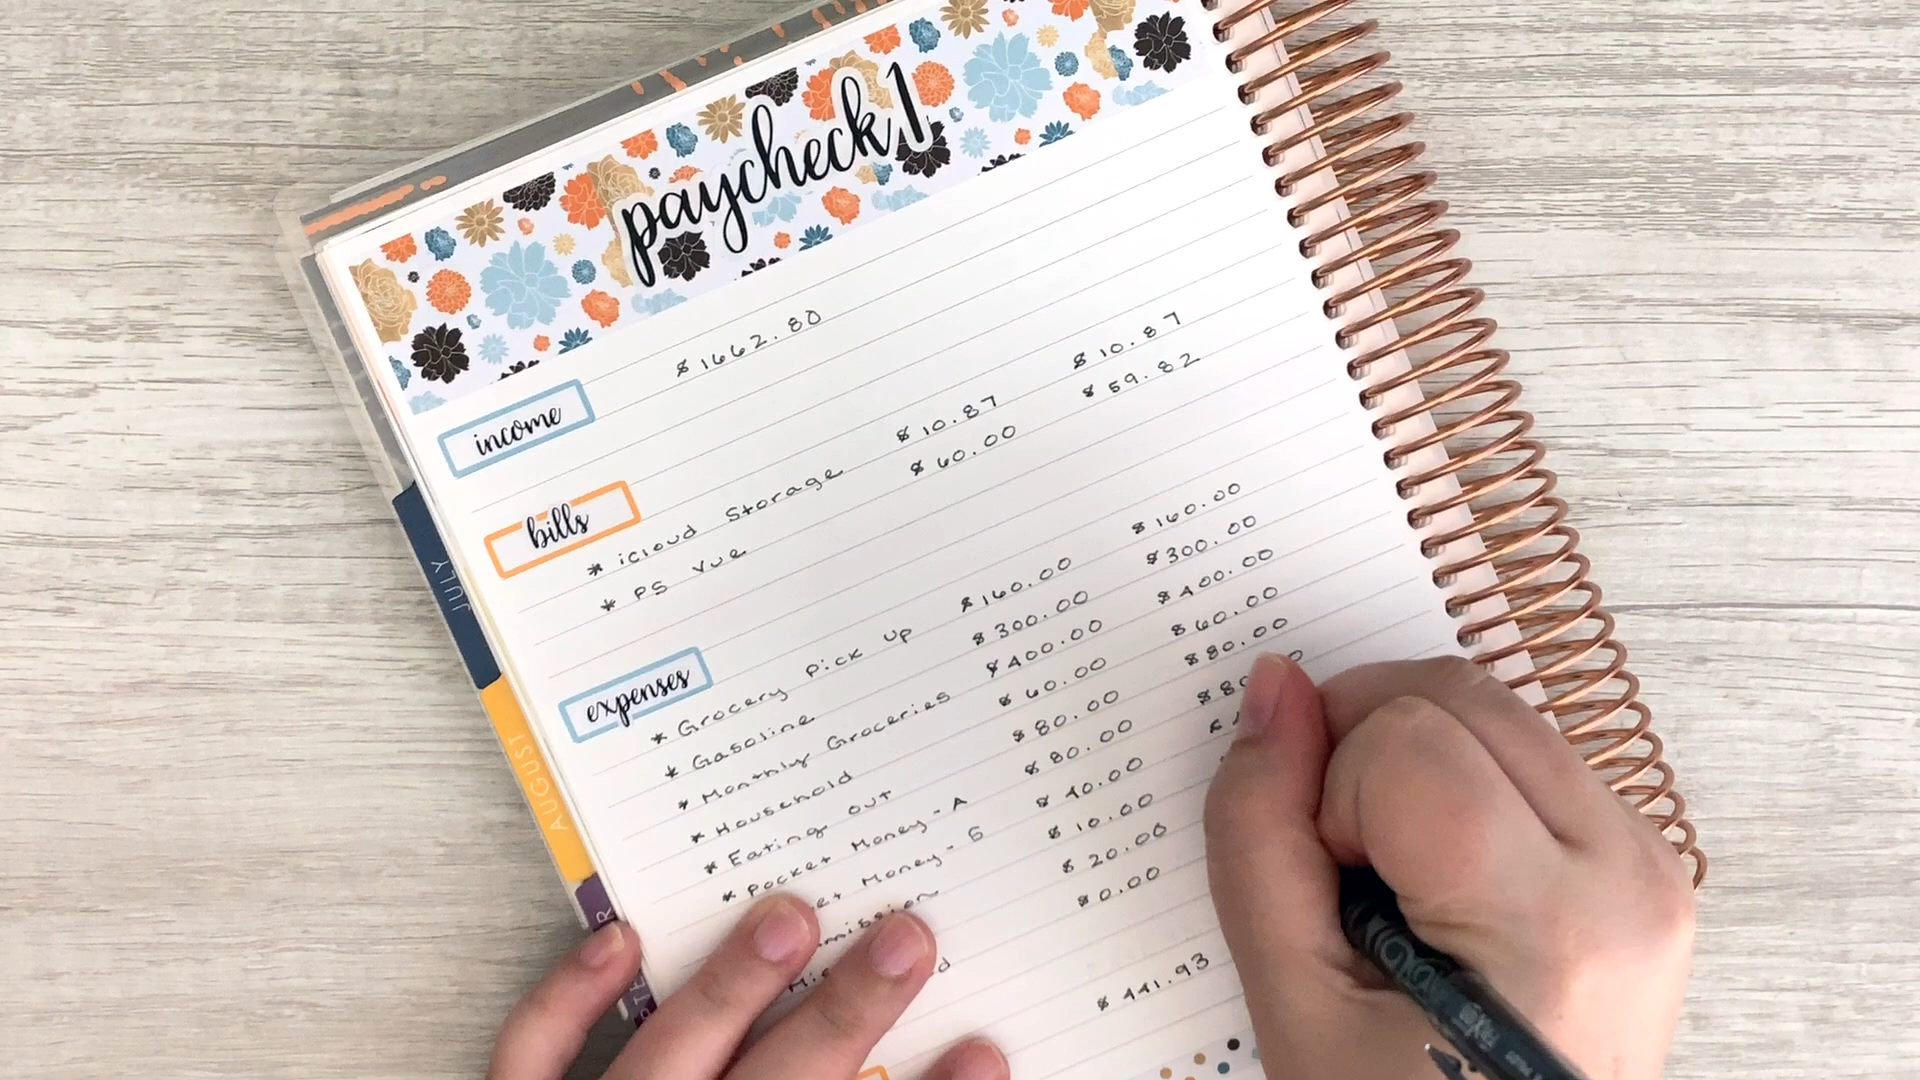 paycheck 1
income $1662.80
bills
* icloud storage $10.87 $10.87
* PS Vue $60.00 $59.82
expenses
* Grocery pick up $160.00 $160.00
* Gasoline $300.00 $300.00
* Monthly Groceries $400.00 $400.00
* Household $60.00 $60.00
* Eating out $80.00 $80.00
* Pocket Money - A $80.00 $80
Money - G $40.00
$10.00
$20.00
$0.00
$441.93
JULY
AUGUST